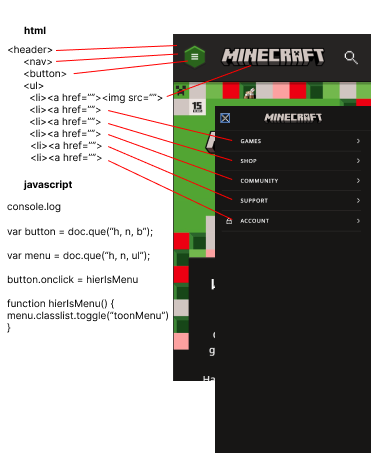 html
<header>
<nav>
<button>
<ul>
<li><a href=""><img src="">
<li><a href="">
<li><a href="">
<li><a href="">
<li><a href="">
<li><a href="">
javascript
console.log
var button = doc.que("h, n, b");
var menu = doc.que("h, n, ul");
button.onclick = hierIsMenu
function hierIsMenu() {
menu.classlist.toggle("toonMenu")
}
MINECRAFT
15
MINECRAFT
GAMES
SHOP
COMMUNITY
SUPPORT
ACCOUNT
g
Ha